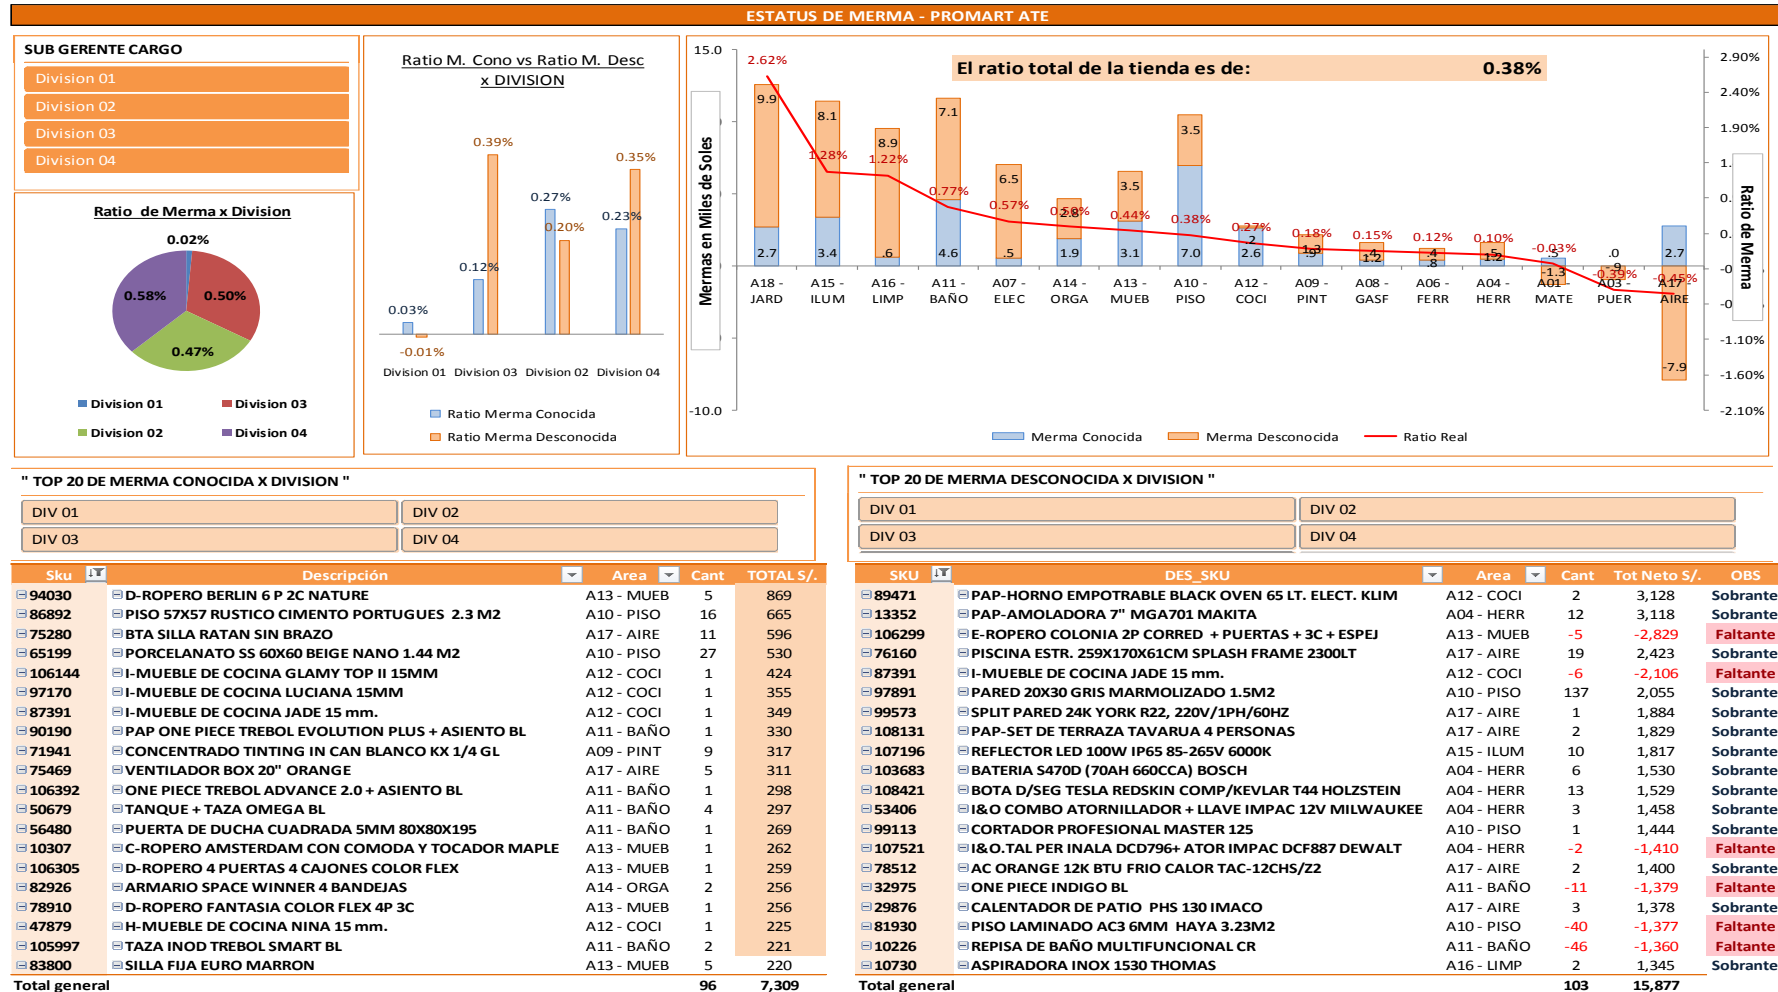 ESTATUS DE MERMA - PROMART ATE
SUB GERENTE CARGO
Division 01
Division 02
Division 03
Division 04
Ratio de Merma x Division
0.02%
0.58%
0.50%
0.47%
Division 01
Division 03
Division 02
Division 04
Ratio M. Cono vs Ratio M. Desc
x DIVISION
0.39%
0.35%
0.27%
0.20%
0.23%
0.12%
0.03%
-0.01%
Division 01 Division 03 Division 02 Division 04
Ratio Merma Conocida
Ratio Merma Desconocida
El ratio total de la tienda es de: 0.38%
Mermas en Miles de Soles
15.0
-10.0
Ratio de Merma
2.90%
2.40%
1.90%
-1.10%
-1.60%
-2.10%
2.62% 1.28% 1.22% 0.77% 0.57% 0.50% 0.44% 0.38% 0.27% 0.18% 0.15% 0.12% 0.10% -0.03% -0.39% -0.45%
9.9 8.1 8.9 7.1 6.5 2.8 3.5 3.5 .2 1.3 .4 .4 .5 .5 .0
2.7 3.4 .6 4.6 .5 1.9 3.1 7.0 2.6 .9 1.2 .8 1.2 -1.3 -.9 2.7
-7.9
A18 - JARD
A15 - ILUM
A16 - LIMP
A11 - BAÑO
A07 - ELEC
A14 - ORGA
A13 - MUEB
A10 - PISO
A12 - COCI
A09 - PINT
A08 - GASF
A06 - FERR
A04 - HERR
A01 - MATE
A03 - PUER
A17 - AIRE
Merma Conocida Merma Desconocida Ratio Real
" TOP 20 DE MERMA CONOCIDA X DIVISION "
DIV 01 DIV 02
DIV 03 DIV 04
Sku Descripción Area Cant TOTAL S/.
94030 D-ROPERO BERLIN 6 P 2C NATURE A13 - MUEB 5 869
86892 PISO 57X57 RUSTICO CIMENTO PORTUGUES 2.3 M2 A10 - PISO 16 665
75280 BTA SILLA RATAN SIN BRAZO A17 - AIRE 11 596
65199 PORCELANATO SS 60X60 BEIGE NANO 1.44 M2 A10 - PISO 27 530
106144 I-MUEBLE DE COCINA GLAMY TOP II 15MM A12 - COCI 1 424
97170 I-MUEBLE DE COCINA LUCIANA 15MM A12 - COCI 1 355
87391 I-MUEBLE DE COCINA JADE 15 mm. A12 - COCI 1 349
90190 PAP ONE PIECE TREBOL EVOLUTION PLUS + ASIENTO BL A11 - BAÑO 1 330
71941 CONCENTRADO TINTING IN CAN BLANCO KX 1/4 GL A09 - PINT 9 317
75469 VENTILADOR BOX 20" ORANGE A17 - AIRE 5 311
106392 ONE PIECE TREBOL ADVANCE 2.0 + ASIENTO BL A11 - BAÑO 1 298
50679 TANQUE + TAZA OMEGA BL A11 - BAÑO 4 297
56480 PUERTA DE DUCHA CUADRADA 5MM 80X80X195 A11 - BAÑO 1 269
10307 C-ROPERO AMSTERDAM CON COMODA Y TOCADOR MAPLE A13 - MUEB 1 262
106305 D-ROPERO 4 PUERTAS 4 CAJONES COLOR FLEX A13 - MUEB 1 259
82926 ARMARIO SPACE WINNER 4 BANDEJAS A14 - ORGA 2 256
78910 D-ROPERO FANTASIA COLOR FLEX 4P 3C A13 - MUEB 1 256
47879 H-MUEBLE DE COCINA NINA 15 mm. A12 - COCI 1 225
105997 TAZA INOD TREBOL SMART BL A11 - BAÑO 2 221
83800 SILLA FIJA EURO MARRON A13 - MUEB 5 220
Total general 96 7,309
" TOP 20 DE MERMA DESCONOCIDA X DIVISION "
DIV 01 DIV 02
DIV 03 DIV 04
SKU DES_SKU Area Cant Tot Neto S/. OBS
89471 PAP-HORNO EMPOTRABLE BLACK OVEN 65 LT. ELECT. KLIM A12 - COCI 2 3,128 Sobrante
13352 PAP-AMOLADORA 7" MGA701 MAKITA A04 - HERR 12 3,118 Sobrante
106299 E-ROPERO COLONIA 2P CORRED + PUERTAS + 3C + ESPEJ A13 - MUEB -5 -2,829 Faltante
76160 PISCINA ESTR. 259X170X61CM SPLASH FRAME 2300LT A17 - AIRE 19 2,423 Sobrante
87391 I-MUEBLE DE COCINA JADE 15 mm. A12 - COCI -6 -2,106 Faltante
97891 PARED 20X30 GRIS MARMOLIZADO 1.5M2 A10 - PISO 137 2,055 Sobrante
99573 SPLIT PARED 24K YORK R22, 220V/1PH/60HZ A17 - AIRE 1 1,884 Sobrante
108131 PAP-SET DE TERRAZA TAVARUA 4 PERSONAS A17 - AIRE 2 1,829 Sobrante
107196 REFLECTOR LED 100W IP65 85-265V 6000K A15 - ILUM 10 1,817 Sobrante
103683 BATERIA S470D (70AH 660CCA) BOSCH A04 - HERR 6 1,530 Sobrante
108421 BOTA D/SEG TESLA REDSKIN COMP/KEVLAR T44 HOLZSTEIN A04 - HERR 13 1,529 Sobrante
53406 I&O COMBO ATORNILLADOR + LLAVE IMPAC 12V MILWAUKEE A04 - HERR 3 1,458 Sobrante
99113 CORTADOR PROFESIONAL MASTER 125 A10 - PISO 1 1,444 Sobrante
107521 I&O.TAL PER INALA DCD796+ ATOR IMPAC DCF887 DEWALT A04 - HERR -2 -1,410 Faltante
78512 AC ORANGE 12K BTU FRIO CALOR TAC-12CHS/Z2 A17 - AIRE 2 1,400 Sobrante
32975 ONE PIECE INDIGO BL A11 - BAÑO -11 -1,379 Faltante
29876 CALENTADOR DE PATIO PHS 130 IMACO A17 - AIRE 3 1,378 Sobrante
81930 PISO LAMINADO AC3 6MM HAYA 3.23M2 A10 - PISO -40 -1,377 Faltante
10226 REPISA DE BAÑO MULTIFUNCIONAL CR A11 - BAÑO -46 -1,360 Faltante
10730 ASPIRADORA INOX 1530 THOMAS A16 - LIMP 2 1,345 Sobrante
Total general 103 15,877